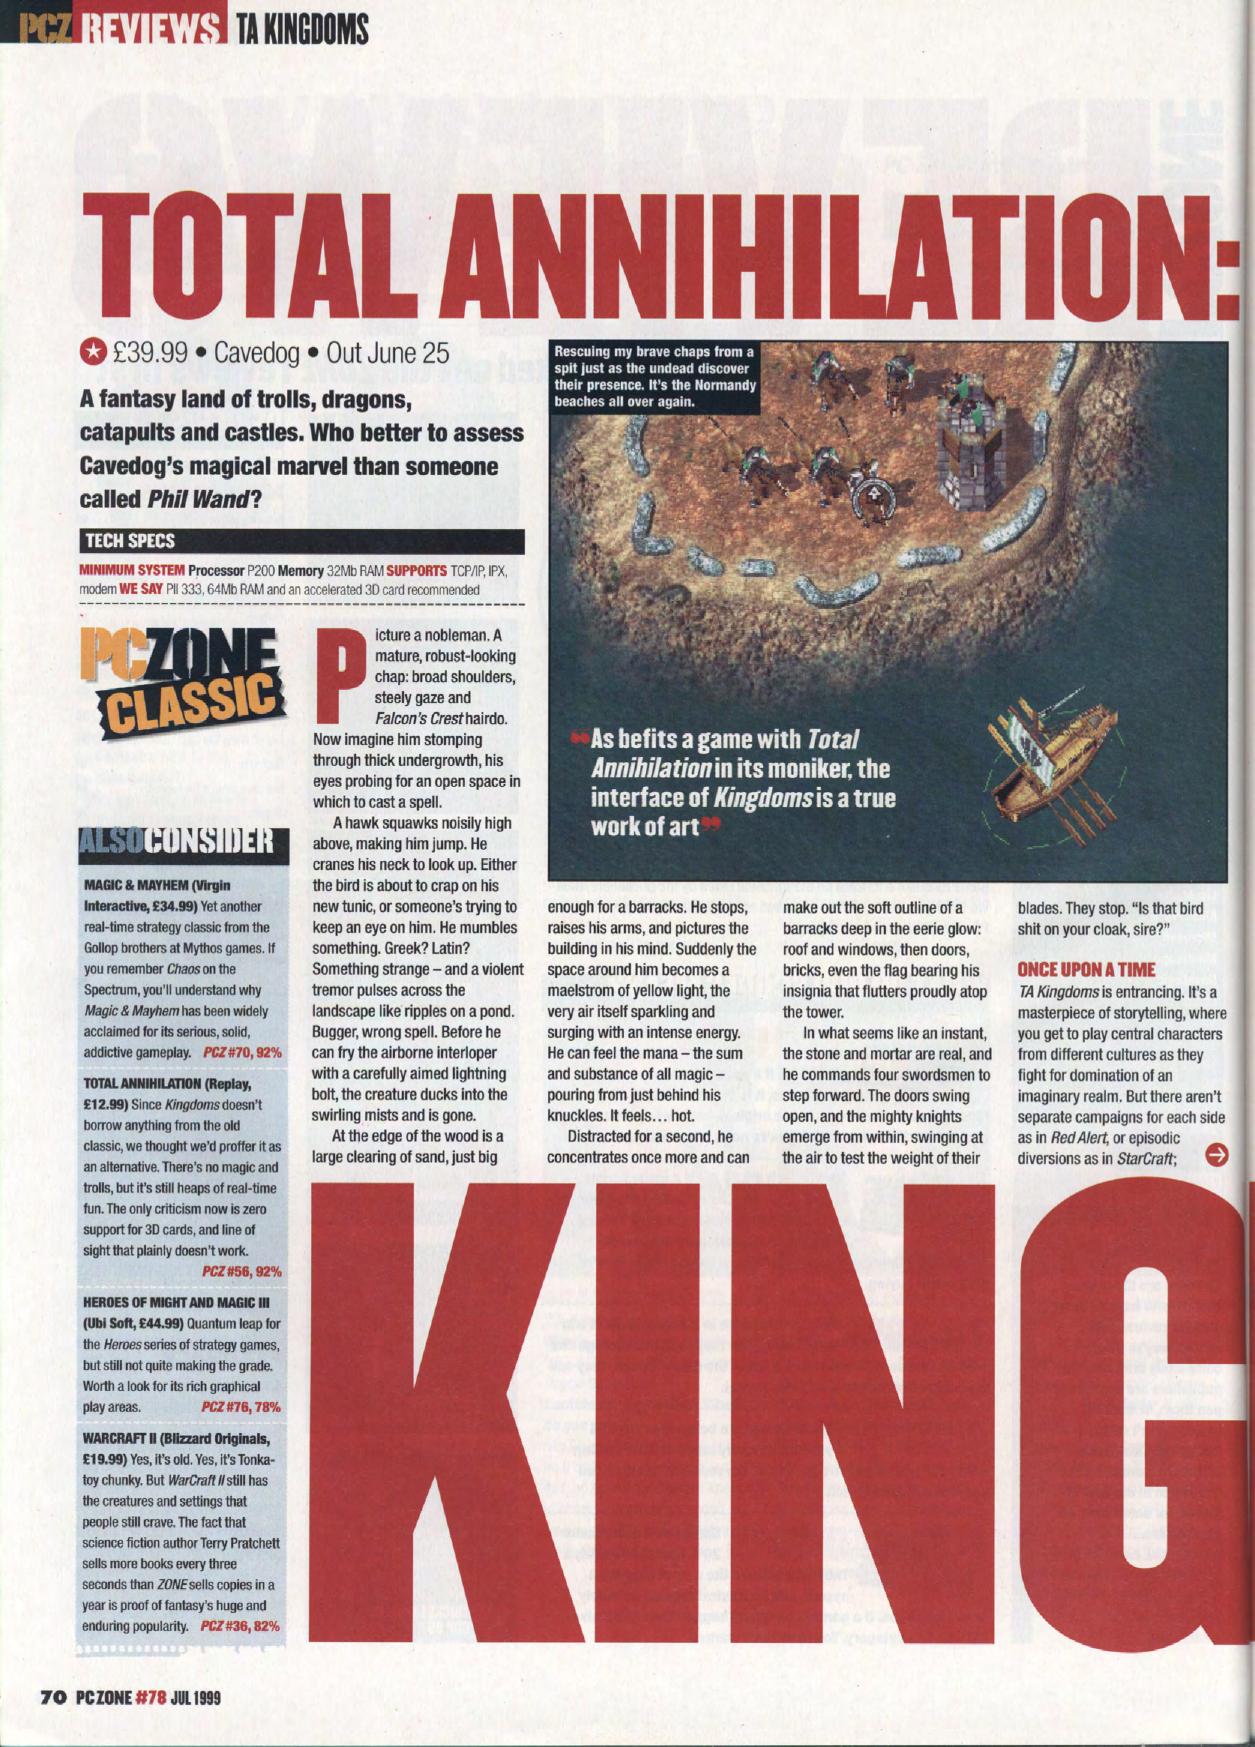 PCZ REVIEWS TA KINGDOMS
TOTAL ANNIHILATION:
£39.99 • Cavedog • Out June 25
A fantasy land of trolls, dragons,
catapults and castles. Who better to assess
Cavedog's magical marvel than someone
called Phil Wand?
TECH SPECS
MINIMUM SYSTEM Processor P200 Memory 32Mb RAM SUPPORTS TCP/IP, IPX,
modem WE SAY PII 333, 64Mb RAM and an accelerated 3D card recommended
PCZONE
CLASSIC
ALSO CONSIDER
MAGIC & MAYHEM (Virgin
Interactive, £34.99) Yet another
real-time strategy classic from the
Gollop brothers at Mythos games. If
you remember Chaos on the
Spectrum, you'll understand why
Magic & Mayhem has been widely
acclaimed for its serious, solid,
addictive gameplay. PCZ #70, 92%
TOTAL ANNIHILATION (Replay,
£12.99) Since Kingdoms doesn't
borrow anything from the old
classic, we thought we'd proffer it as
an alternative. There's no magic and
trolls, but it's still heaps of real-time
fun. The only criticism now is zero
support for 3D cards, and line of
sight that plainly doesn't work.
PCZ #56, 92%
HEROES OF MIGHT AND MAGIC III
(Ubi Soft, £44.99) Quantum leap for
the Heroes series of strategy games,
but still not quite making the grade.
Worth a look for its rich graphical
play areas. PCZ #76, 78%
WARCRAFT II (Blizzard Originals,
£19.99) Yes, it's old. Yes, it's Tonka-
toy chunky. But WarCraft II still has
the creatures and settings that
people still crave. The fact that
science fiction author Terry Pratchett
sells more books every three
seconds than ZONE sells copies in a
year is proof of fantasy's huge and
enduring popularity. PCZ #36, 82%
Picture a nobleman. A
mature, robust-looking
chap: broad shoulders,
steely gaze and
Falcon's Crest hairdo.
Now imagine him stomping
through thick undergrowth, his
eyes probing for an open space in
which to cast a spell.
A hawk squawks noisily high
above, making him jump. He
cranes his neck to look up. Either
the bird is about to crap on his
new tunic, or someone's trying to
keep an eye on him. He mumbles
something. Greek? Latin?
Something strange – and a violent
tremor pulses across the
landscape like ripples on a pond.
Bugger, wrong spell. Before he
can fry the airborne interloper
with a carefully aimed lightning
bolt, the creature ducks into the
swirling mists and is gone.
At the edge of the wood is a
large clearing of sand, just big
Rescuing my brave chaps from a
spit just as the undead discover
their presence. It's the Normandy
beaches all over again.
"As befits a game with Total
Annihilation in its moniker, the
interface of Kingdoms is a true
work of art"
enough for a barracks. He stops,
raises his arms, and pictures the
building in his mind. Suddenly the
space around him becomes a
maelstrom of yellow light, the
very air itself sparkling and
surging with an intense energy.
He can feel the mana – the sum
and substance of all magic –
pouring from just behind his
knuckles. It feels... hot.
Distracted for a second, he
concentrates once more and can
make out the soft outline of a
barracks deep in the eerie glow:
roof and windows, then doors,
bricks, even the flag bearing his
insignia that flutters proudly atop
the tower.
In what seems like an instant,
the stone and mortar are real, and
he commands four swordsmen to
step forward. The doors swing
open, and the mighty knights
emerge from within, swinging at
the air to test the weight of their
blades. They stop. "Is that bird
shit on your cloak, sire?"
ONCE UPON A TIME
TA Kingdoms is entrancing. It's a
masterpiece of storytelling, where
you get to play central characters
from different cultures as they
fight for domination of an
imaginary realm. But there aren't
separate campaigns for each side
as in Red Alert, or episodic
diversions as in StarCraft;
KING
70 PCZONE #78 JUL 1999